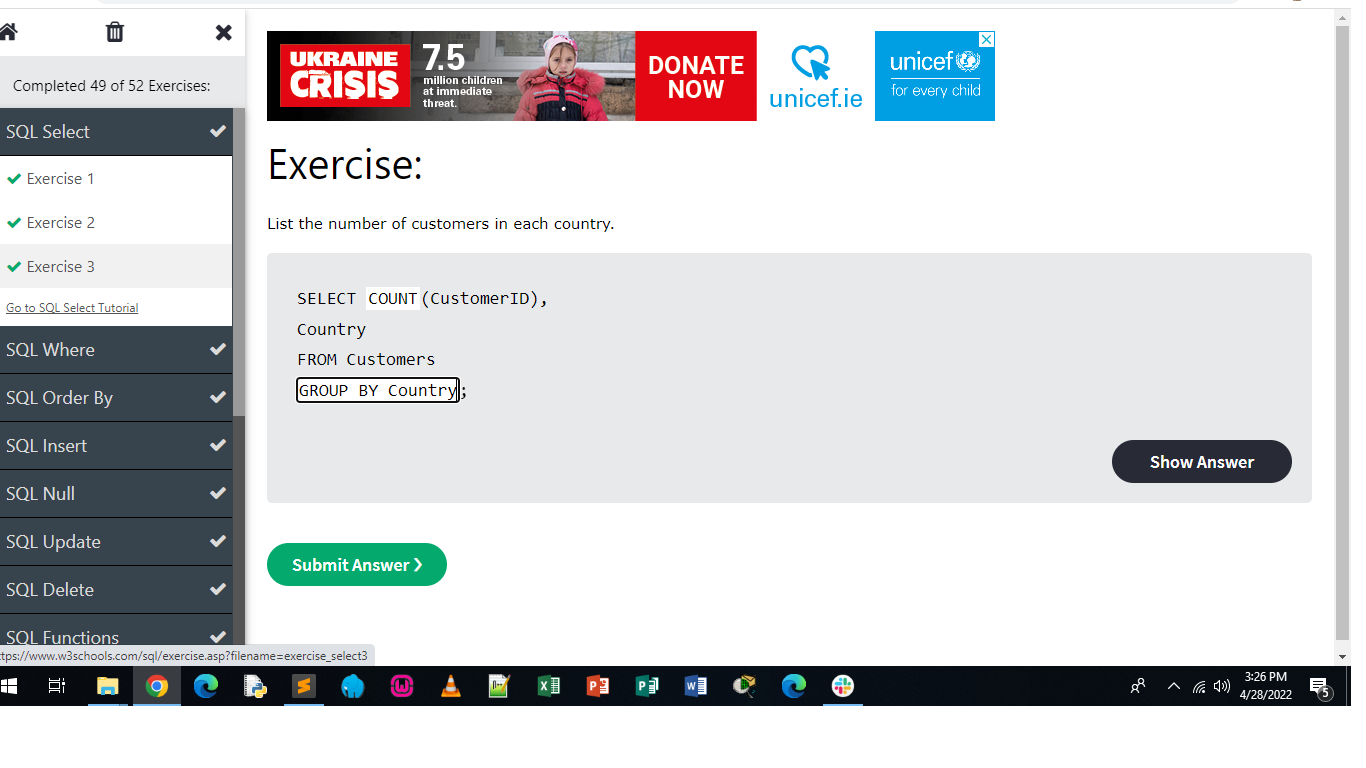 Completed 49 of 52 Exercises:
SQL Select
Exercise 1
Exercise 2
Exercise 3
Go to SQL Select Tutorial
SQL Where
SQL Order By
SQL Insert
SQL Null
SQL Update
SQL Delete
SQL Functions
UKRAINE
CRISIS
7.5
million children
at immediate
threat.
DONATE
NOW
unicef.ie
unicef
for every child
Exercise:
List the number of customers in each country.
SELECT COUNT(CustomerID),
Country
FROM Customers
GROUP BY Country;
Show Answer
Submit Answer ❯
ttps://www.w3schools.com/sql/exercise.asp?filename=exercise_select3
3:26 PM
4/28/2022
5